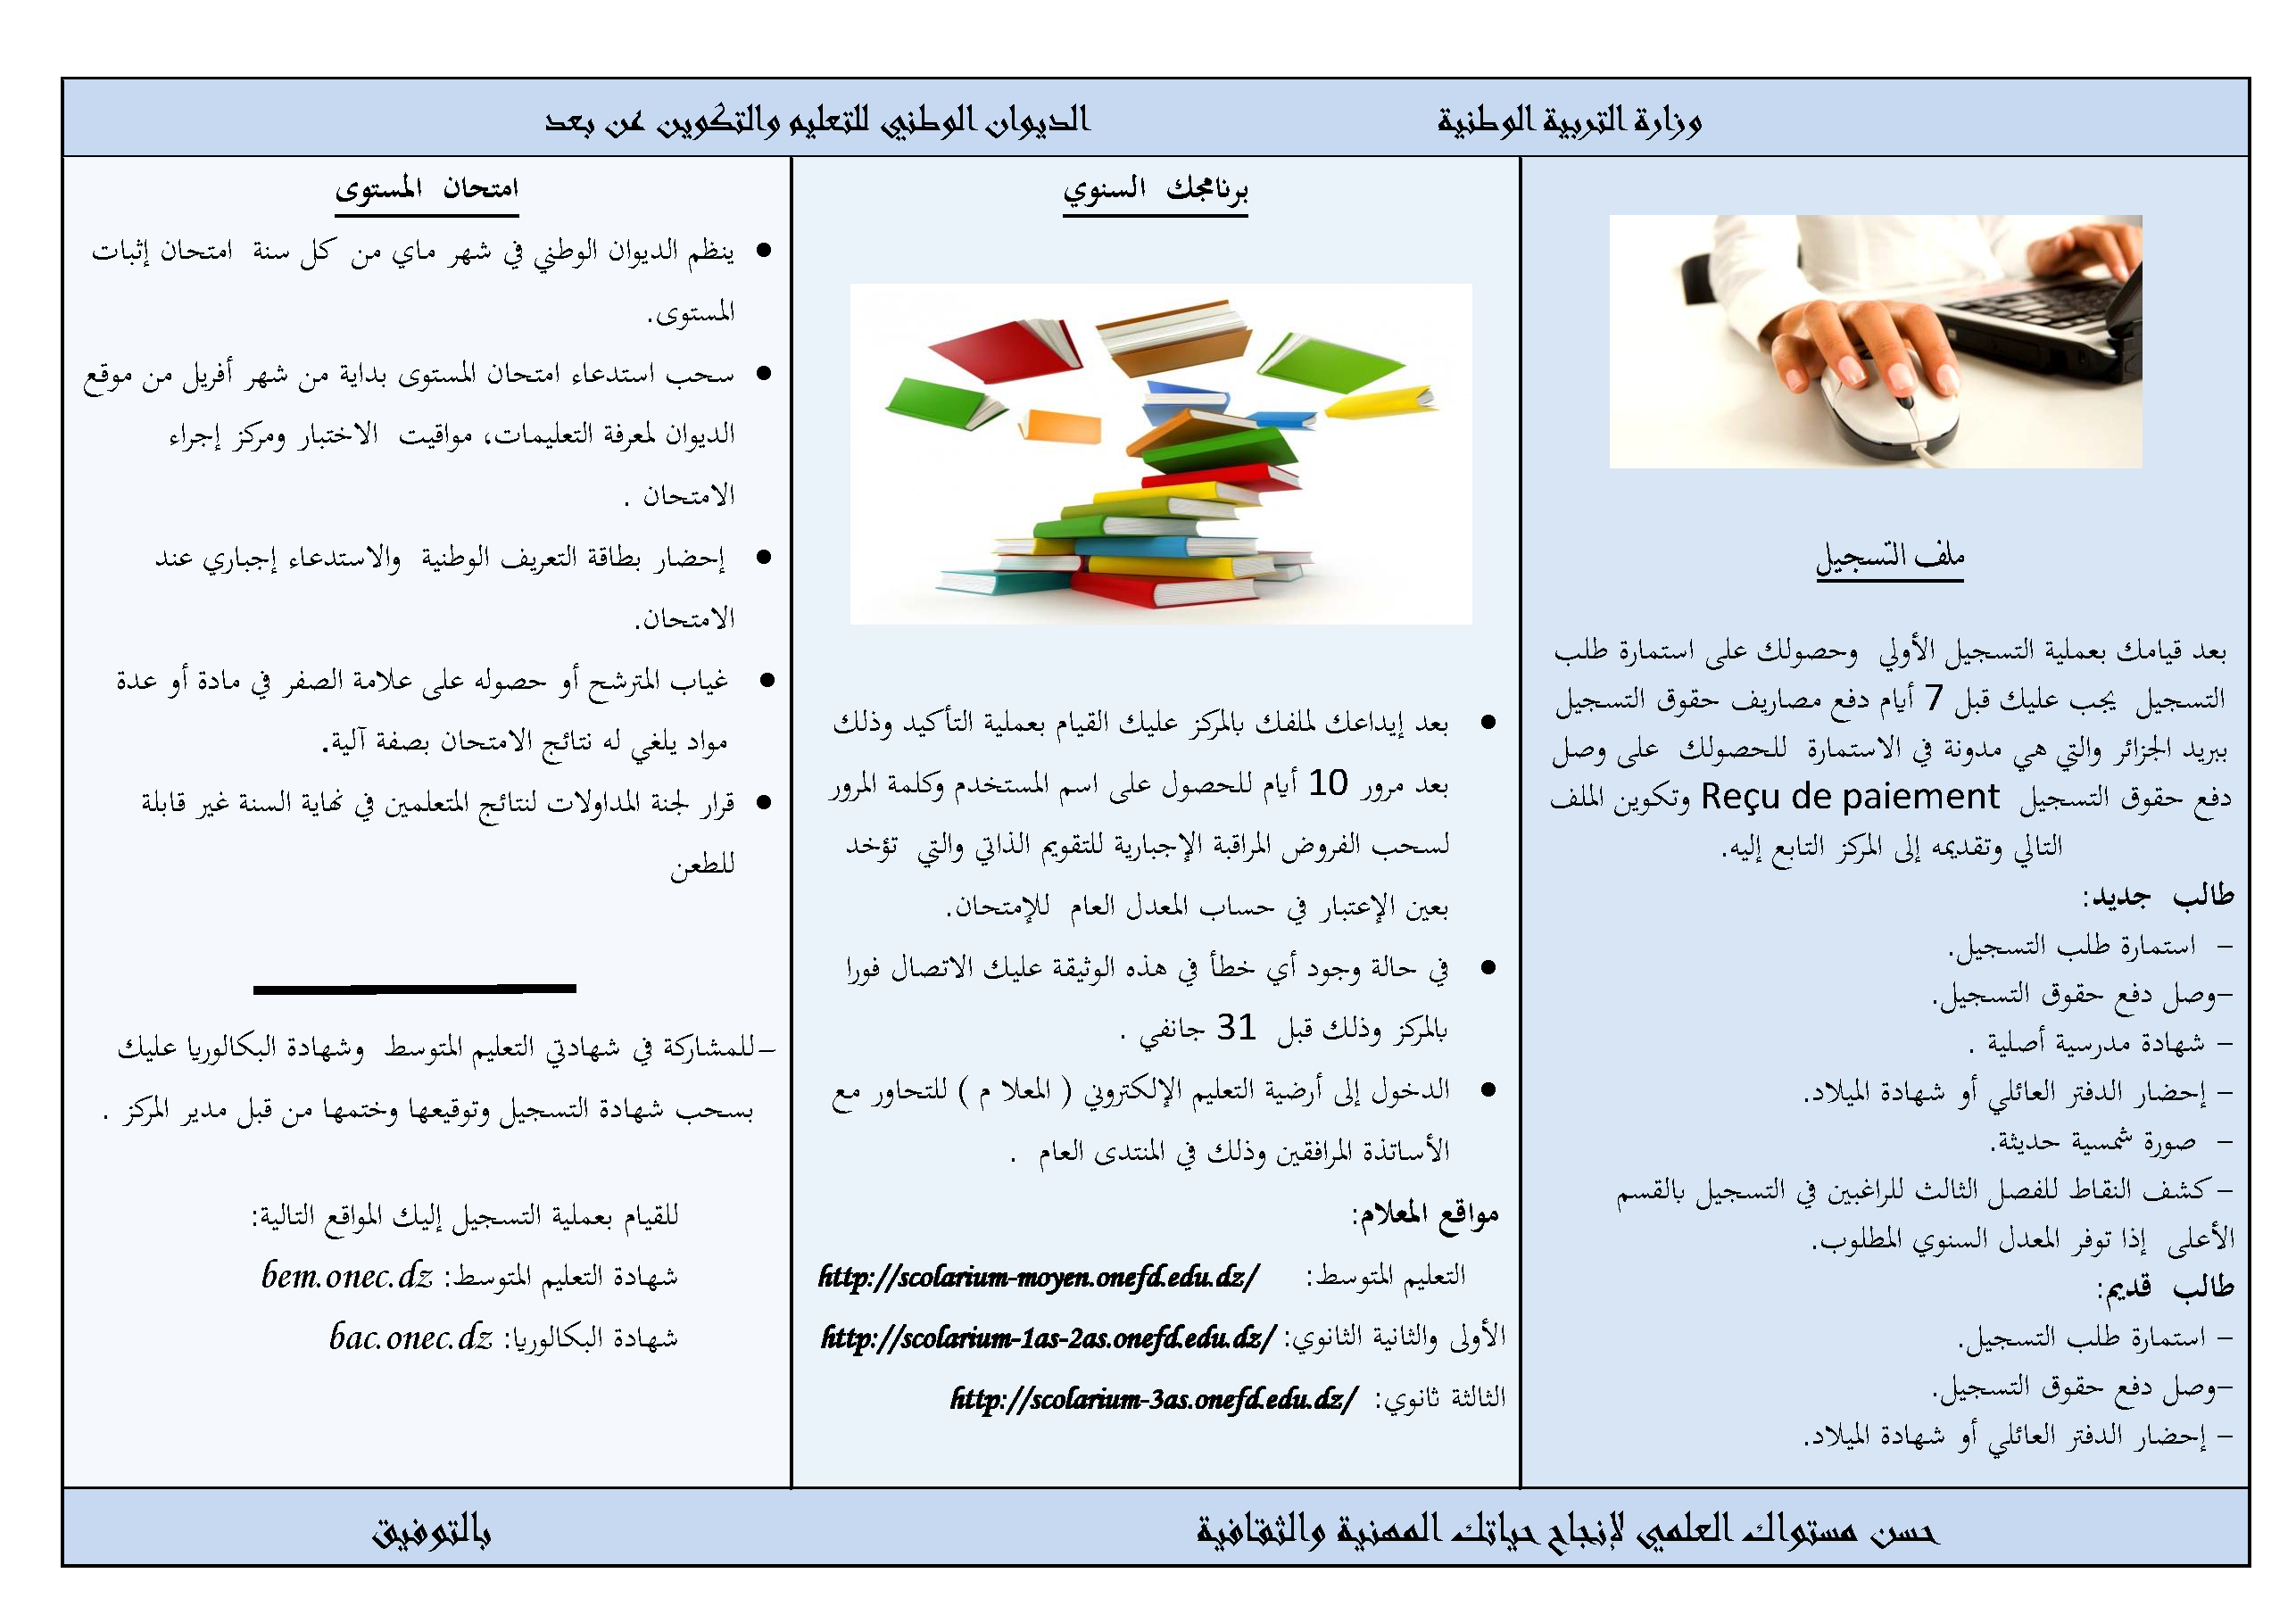 وزارة التربية الوطنية
الديوان الوطني للتعليم والتكوين عن بعد
ملف التسجيل
بعد قيامك بعملية التسجيل الأولي وحصولك على استمارة طلب
التسجيل يجب عليك قبل 7 أيام دفع مصاريف حقوق التسجيل
ببريد الجزائر والتي هي مدونة في الاستمارة للحصولك على وصل
دفع حقوق التسجيل Reçu de paiement وتكوين الملف
التالي وتقديمه إلى المركز التابع إليه.
طالب جديد:
- استمارة طلب التسجيل.
-وصل دفع حقوق التسجيل.
- شهادة مدرسية أصلية .
- إحضار الدفتر العائلي أو شهادة الميلاد.
- صورة شمسية حديثة.
- كشف النقاط للفصل الثالث للراغبين في التسجيل بالقسم
الأعلى إذا توفر المعدل السنوي المطلوب.
طالب قديم:
- استمارة طلب التسجيل.
-وصل دفع حقوق التسجيل.
- إحضار الدفتر العائلي أو شهادة الميلاد.
برنامجك السنوي
• بعد إيداعك لملفك بالمركز عليك القيام بعملية التأكيد وذلك
بعد مرور 10 أيام للحصول على اسم المستخدم وكلمة المرور
لسحب الفروض المراقبة الإجبارية للتقويم الذاتي والتي تؤخد
بعين الإعتبار في حساب المعدل العام للإمتحان.
• في حالة وجود أي خطأ في هذه الوثيقة عليك الاتصال فورا
بالمركز وذلك قبل 31 جانفي .
• الدخول إلى أرضية التعليم الإلكتروني ( المعلا م ) للتحاور مع
الأساتذة المرافقين وذلك في المنتدى العام .
مواقع المعلام:
التعليم المتوسط: http://scolarium-moyen.onefd.edu.dz/
الأولى والثانية الثانوي: http://scolarium-1as-2as.onefd.edu.dz/
الثالثة ثانوي: http://scolarium-3as.onefd.edu.dz/
امتحان المستوى
• ينظم الديوان الوطني في شهر ماي من كل سنة امتحان إثبات
المستوى.
• سحب استدعاء امتحان المستوى بداية من شهر أفريل من موقع
الديوان لمعرفة التعليمات، مواقيت الاختبار ومركز إجراء
الامتحان .
• إحضار بطاقة التعريف الوطنية والاستدعاء إجباري عند
الامتحان.
• غياب المترشح أو حصوله على علامة الصفر في مادة أو عدة
مواد يلغي له نتائج الامتحان بصفة آلية.
• قرار لجنة المداولات لنتائج المتعلمين في نهاية السنة غير قابلة
للطعن
-للمشاركة في شهادتي التعليم المتوسط وشهادة البكالوريا عليك
بسحب شهادة التسجيل وتوقيعها وختمها من قبل مدير المركز .
للقيام بعملية التسجيل إليك المواقع التالية:
شهادة التعليم المتوسط: bem.onec.dz
شهادة البكالوريا: bac.onec.dz
حسن مستواك العلمي لإنجاح حياتك المهنية والثقافية
بالتوفيق